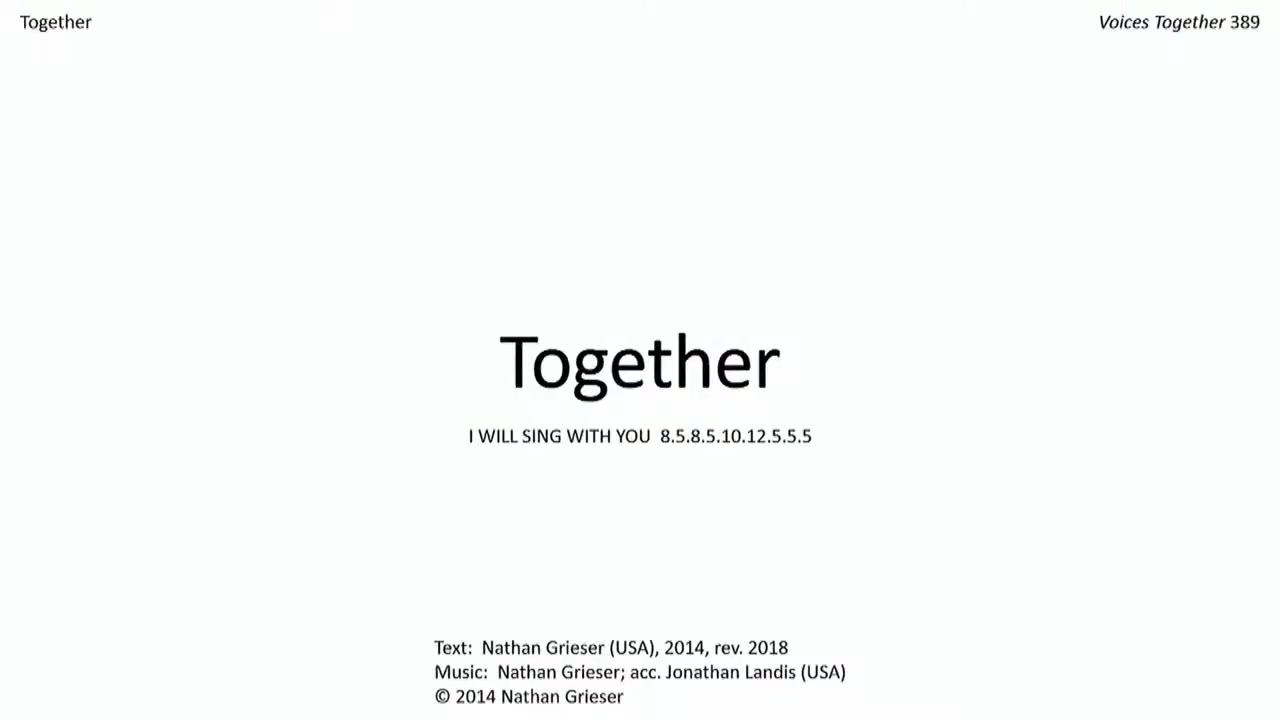 Together
Voices Together 389
Together
I WILL SING WITH YOU  8.5.8.5.10.12.5.5.5
Text:  Nathan Grieser (USA), 2014, rev. 2018
Music:  Nathan Grieser; acc. Jonathan Landis (USA)
© 2014 Nathan Grieser